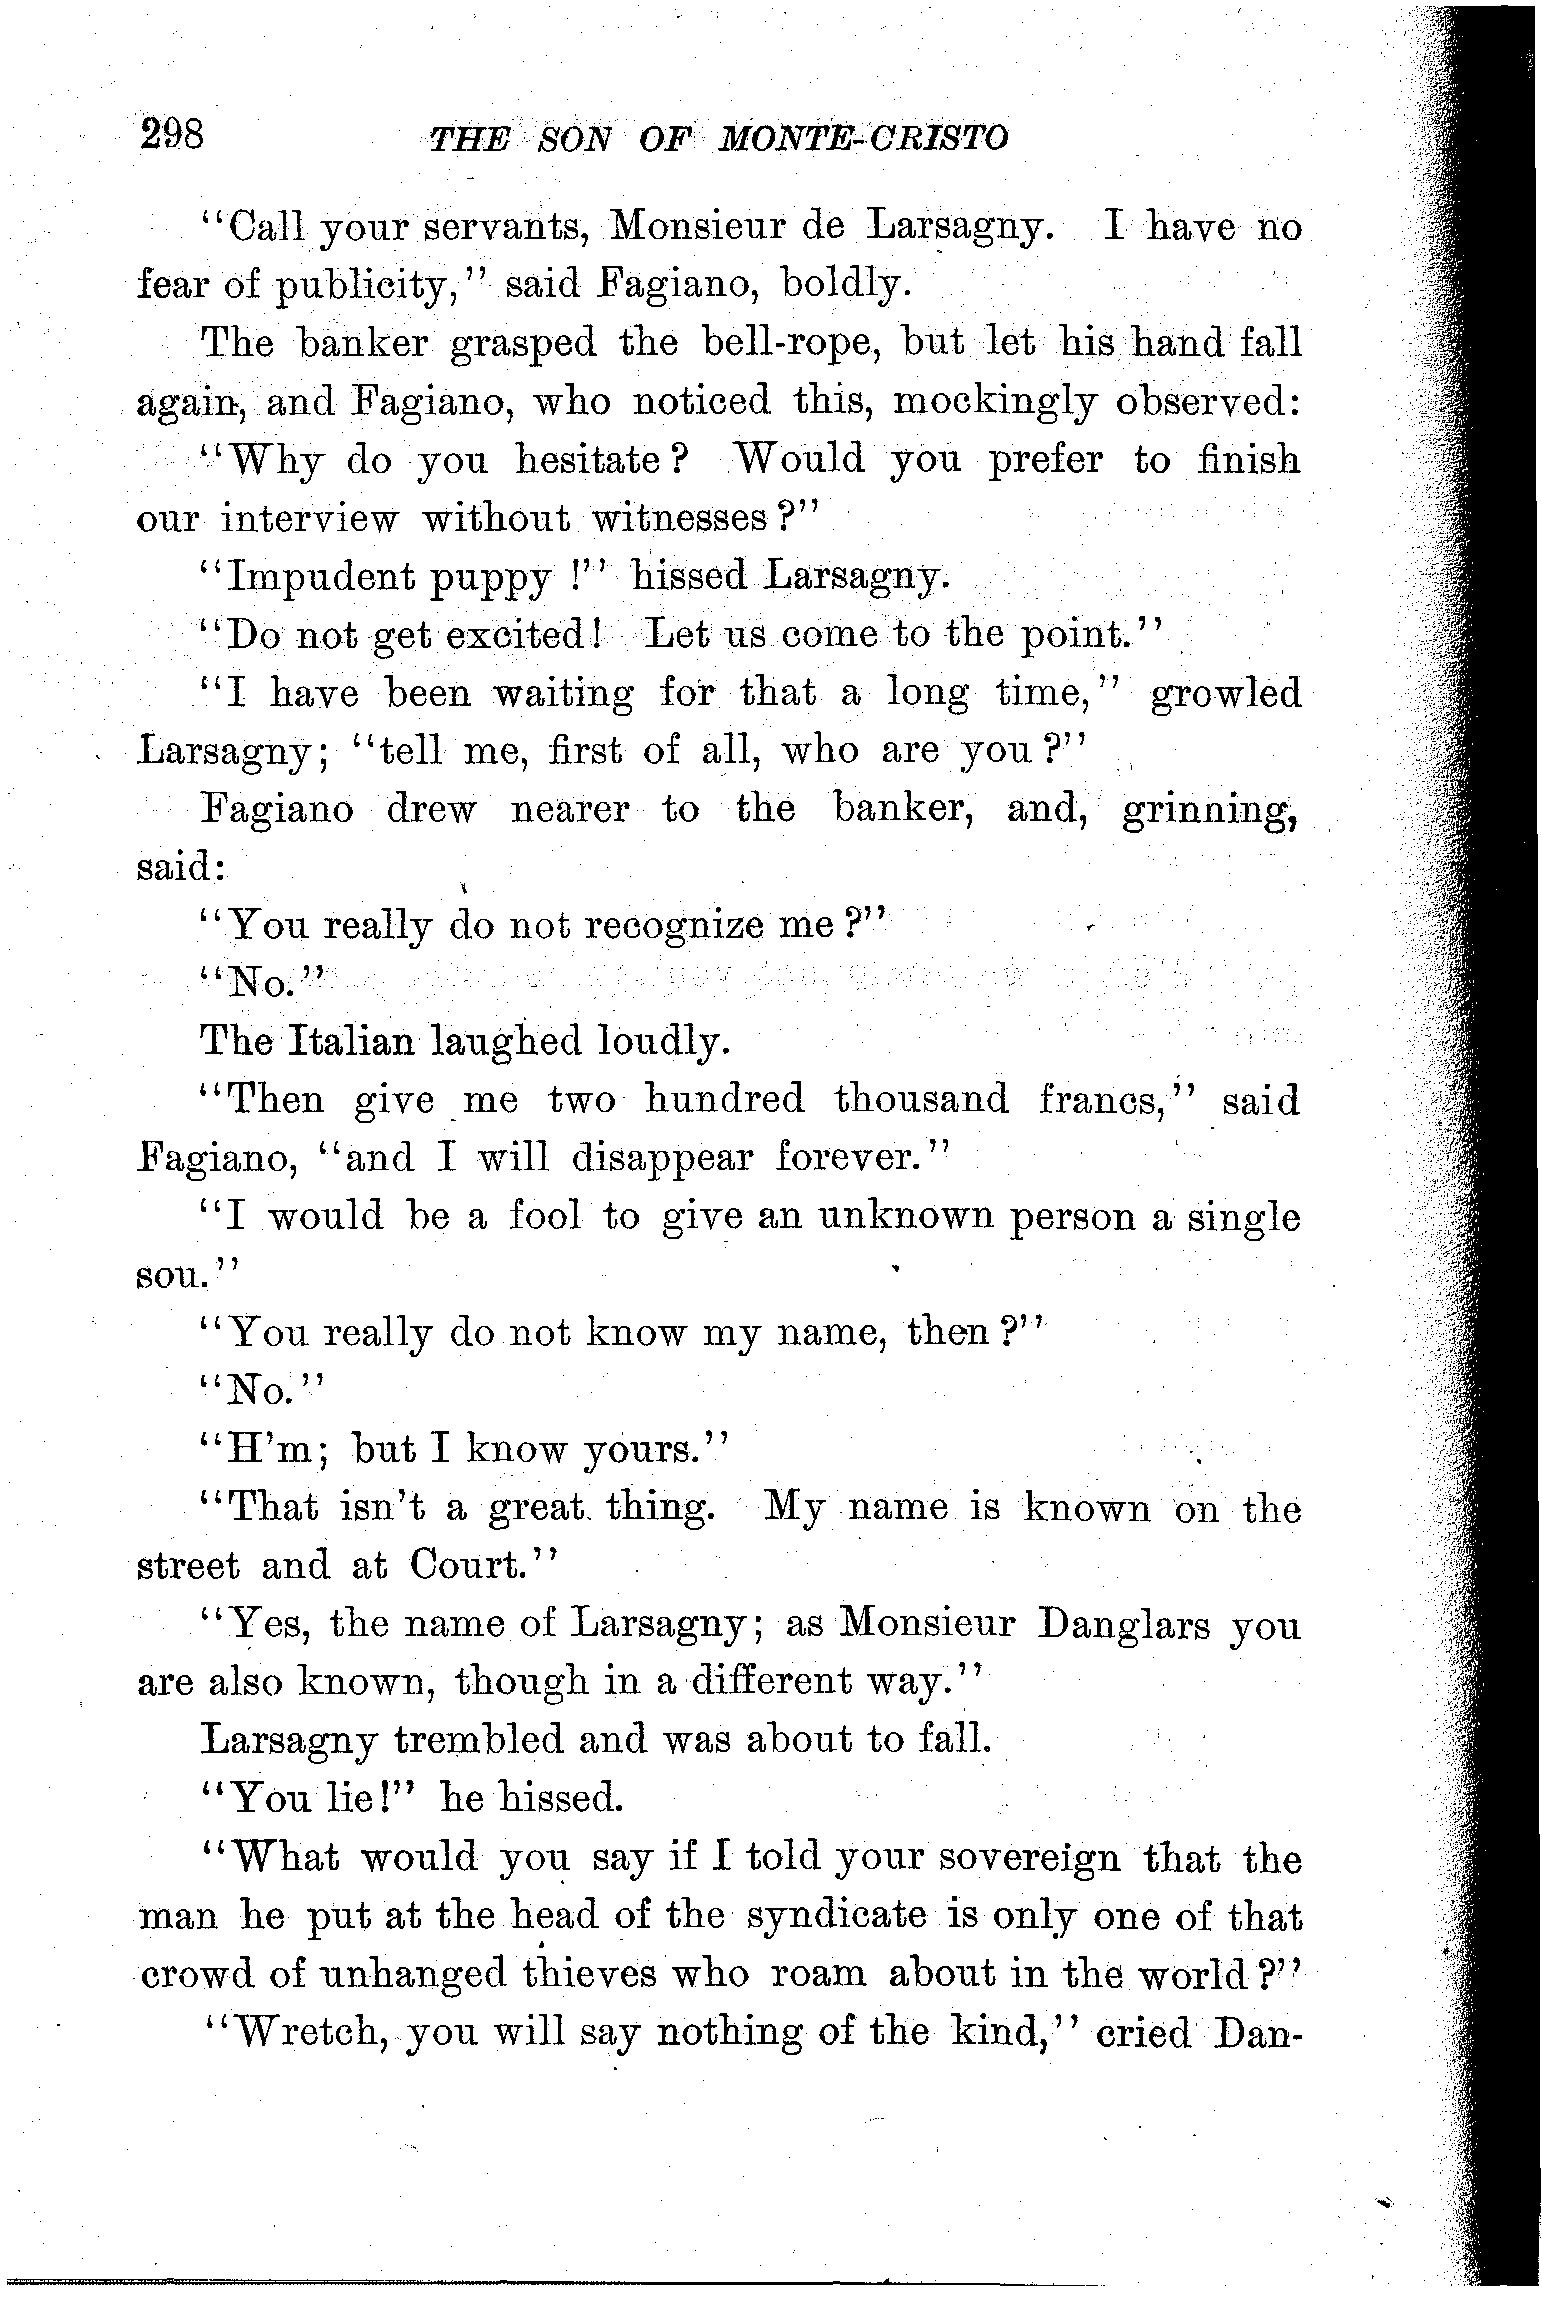 298 THE SON OF MONTE-CRISTO
"Call your servants, Monsieur de Larsagny. I have no
fear of publicity," said Fagiano, boldly.
The banker grasped the bell-rope, but let his hand fall
again, and Fagiano, who noticed this, mockingly observed:
"Why do you hesitate? Would you prefer to finish
our interview without witnesses?"
"Impudent puppy!" hissed Larsagny.
"Do not get excited! Let us come to the point."
"I have been waiting for that a long time," growled
Larsagny; "tell me, first of all, who are you?"
Fagiano drew nearer to the banker, and, grinning,
said:
"You really do not recognize me?"
"No."
The Italian laughed loudly.
"Then give me two hundred thousand francs," said
Fagiano, "and I will disappear forever."
"I would be a fool to give an unknown person a single
sou."
"You really do not know my name, then?"
"No."
"H'm; but I know yours."
"That isn't a great thing. My name is known on the
street and at Court."
"Yes, the name of Larsagny; as Monsieur Danglars you
are also known, though in a different way."
Larsagny trembled and was about to fall.
"You lie!" he hissed.
"What would you say if I told your sovereign that the
man he put at the head of the syndicate is only one of that
crowd of unhanged thieves who roam about in the world?"
"Wretch, you will say nothing of the kind," cried Dan-